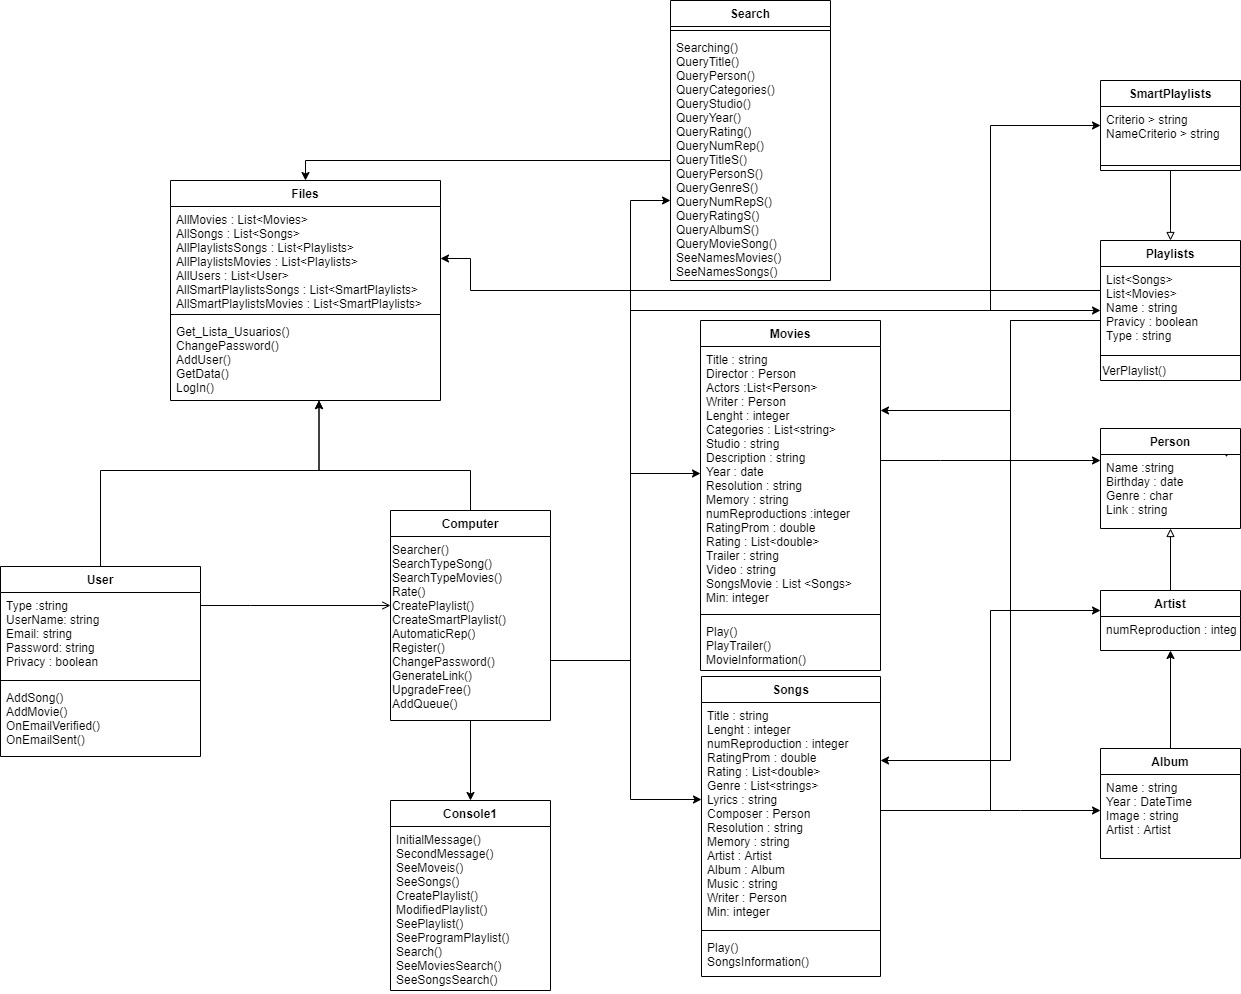 Search
Searching()
QueryTitle()
QueryPerson()
QueryCategories()
QueryStudio()
QueryYear()
QueryRating()
QueryNumRep()
QueryTitleS()
QueryPersonS()
QueryGenreS()
QueryNumRepS()
QueryRatingS()
QueryAlbumS()
QueryMovieSong()
SeeNamesMovies()
SeeNamesSongs()
SmartPlaylists
Criterio > string
NameCriterio > string
Files
AllMovies : List<Movies>
AllSongs : List<Songs>
AllPlaylistsSongs : List<Playlists>
AllPlaylistsMovies : List<Playlists>
AllUsers : List<User>
AllSmartPlaylistsSongs : List<SmartPlaylists>
AllSmartPlaylistsMovies : List<SmartPlaylists>
Get_Lista_Usuarios()
ChangePassword()
AddUser()
GetData()
LogIn()
Playlists
List<Songs>
List<Movies>
Name : string
Pravicy : boolean
Type : string
VerPlaylist()
Movies
Title : string
Director : Person
Actors :List<Person>
Writer : Person
Lenght : integer
Categories : List<string>
Studio : string
Description : string
Year : date
Resolution : string
Memory : string
numReproductions :integer
RatingProm : double
Rating : List<double>
Trailer : string
Video : string
SongsMovie : List <Songs>
Min: integer
Play()
PlayTrailer()
MovieInformation()
Person
Name :string
Birthday : date
Genre : char
Link : string
Computer
Searcher()
SearchTypeSong()
SearchTypeMovies()
Rate()
CreatePlaylist()
CreateSmartPlaylist()
AutomaticRep()
Register()
ChangePassword()
GenerateLink()
UpgradeFree()
AddQueue()
User
Type :string
UserName: string
Email: string
Password: string
Privacy : boolean
AddSong()
AddMovie()
OnEmailVerified()
OnEmailSent()
Artist
numReproduction : integ
Songs
Title : string
Lenght : integer
numReproduction : integer
RatingProm : double
Rating : List<double>
Genre : List<strings>
Lyrics : string
Composer : Person
Resolution : string
Memory : string
Artist : Artist
Album : Album
Music : string
Writer : Person
Min: integer
Play()
SongsInformation()
Album
Name : string
Year : DateTime
Image : string
Artist : Artist
Console1
InitialMessage()
SecondMessage()
SeeMoveis()
SeeSongs()
CreatePlaylist()
ModifiedPlaylist()
SeePlaylist()
SeeProgramPlaylist()
Search()
SeeMoviesSearch()
SeeSongsSearch()